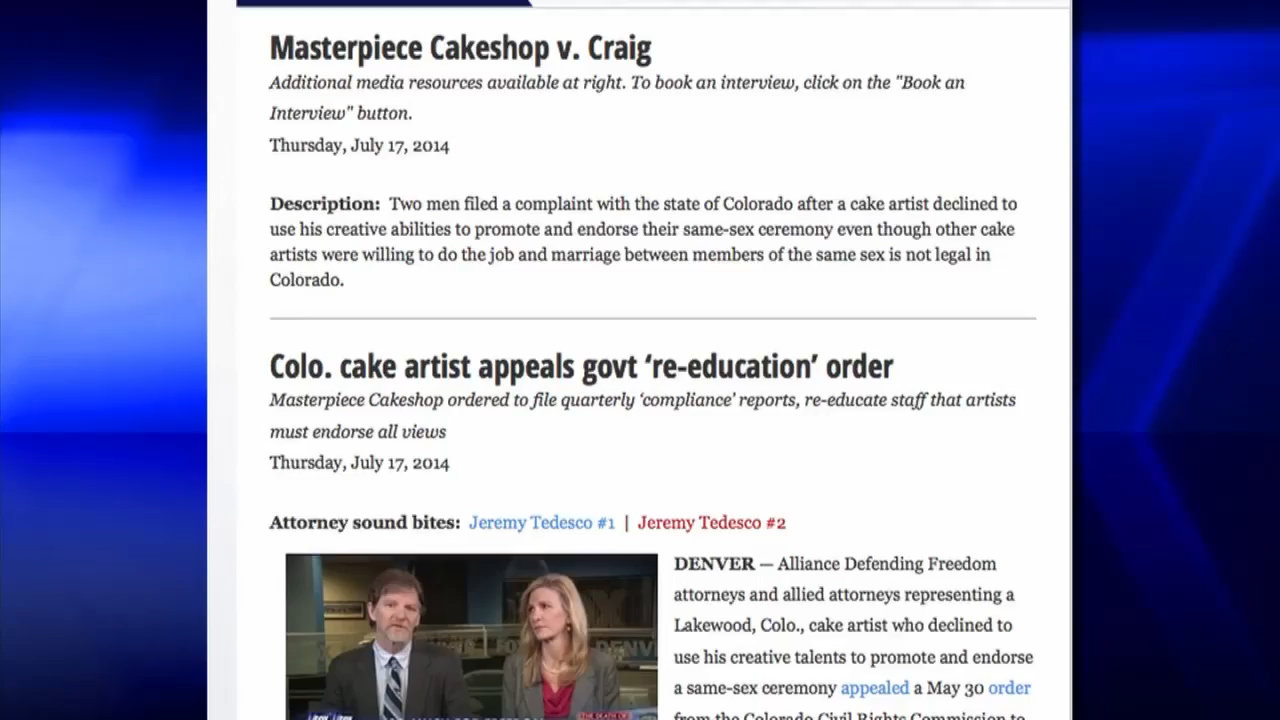 Masterpiece Cakeshop v. Craig
Additional media resources available at right. To book an interview, click on the "Book an
Interview" button.
Thursday, July 17, 2014
Description: Two men filed a complaint with the state of Colorado after a cake artist declined to
use his creative abilities to promote and endorse their same-sex ceremony even though other cake
artists were willing to do the job and marriage between members of the same sex is not legal in
Colorado.
Colo. cake artist appeals govt ‘re-education’ order
Masterpiece Cakeshop ordered to file quarterly ‘compliance’ reports, re-educate staff that artists
must endorse all views
Thursday, July 17, 2014
Attorney sound bites: Jeremy Tedesco #1 | Jeremy Tedesco #2
DENVER — Alliance Defending Freedom
attorneys and allied attorneys representing a
Lakewood, Colo., cake artist who declined to
use his creative talents to promote and endorse
a same-sex ceremony appealed a May 30 order
from the Colorado Civil Rights Commission to